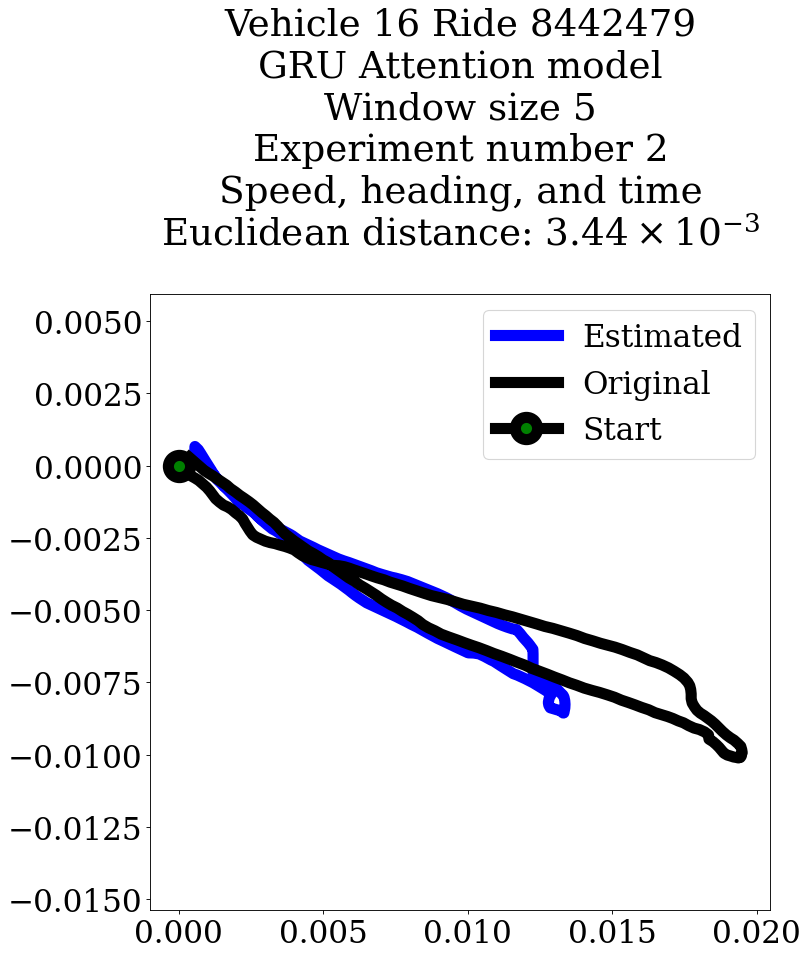 Vehicle 16 Ride 8442479
GRU Attention model
Window size 5
Experiment number 2
Speed, heading, and time
Euclidean distance: 3.44 × 10⁻³
Estimated
Original
Start
0.0050
0.0025
0.0000
−0.0025
−0.0050
−0.0075
−0.0100
−0.0125
−0.0150
0.000 0.005 0.010 0.015 0.020